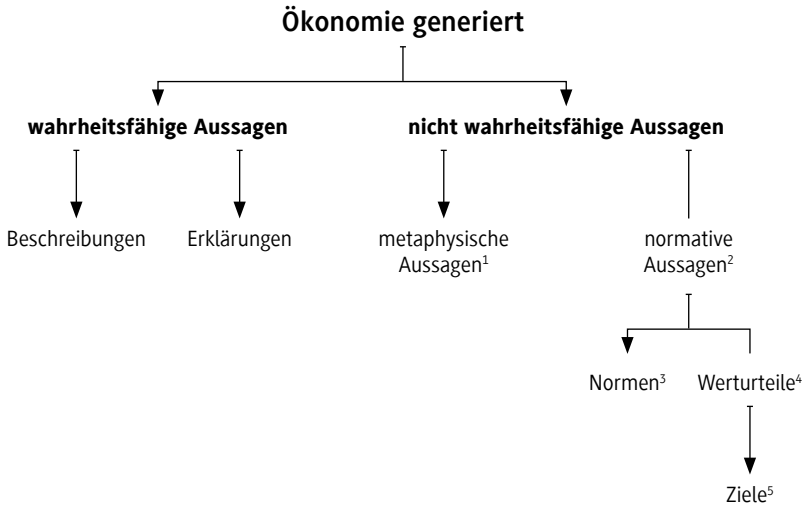 Ökonomie generiert
wahrheitsfähige Aussagen
nicht wahrheitsfähige Aussagen
Beschreibungen
Erklärungen
metaphysische
Aussagen¹
normative
Aussagen²
Normen³
Werturteile⁴
Ziele⁵